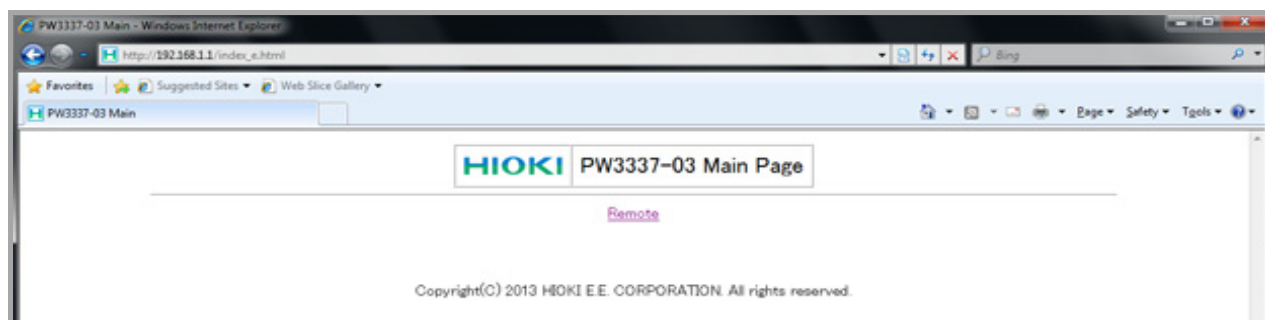 PW3337-03 Main - Windows Internet Explorer
http://192.168.1.1/index_e.html
Bing
Favorites Suggested Sites Web Slice Gallery
PW3337-03 Main
Page Safety Tools
HIOKI PW3337-03 Main Page
Remote
Copyright(C) 2013 HIOKI E.E. CORPORATION. All rights reserved.